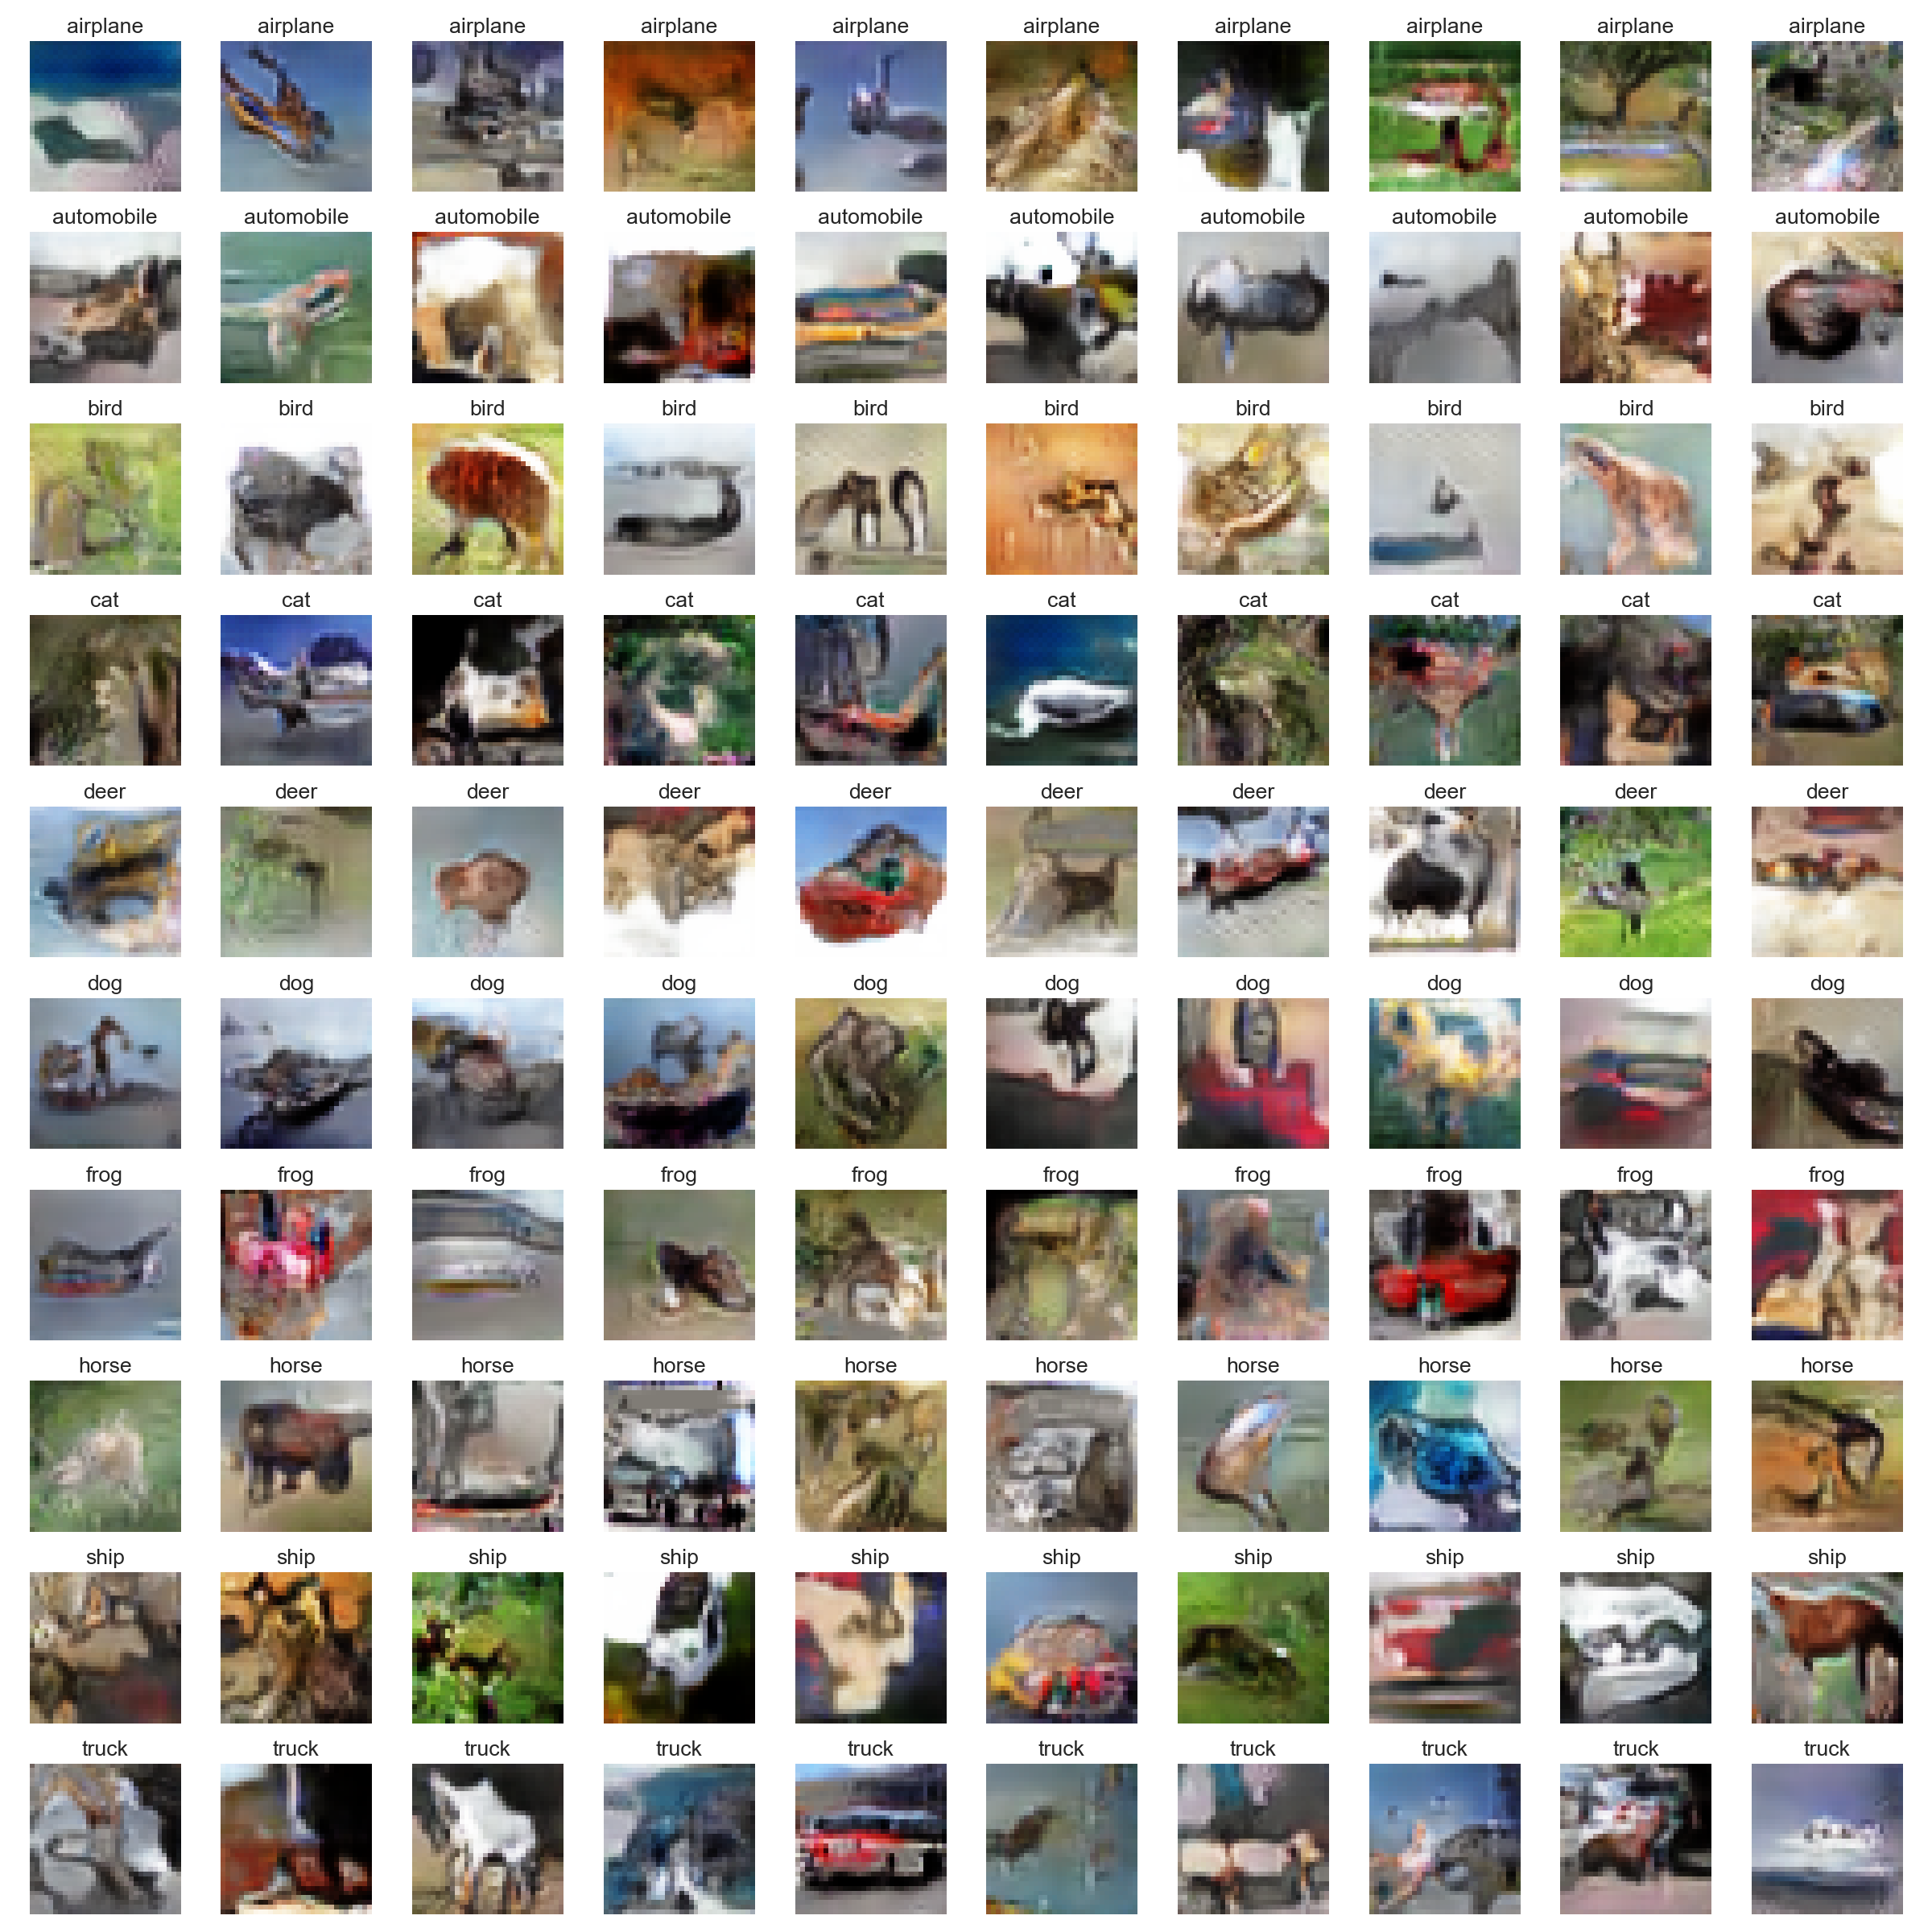 airplane airplane airplane airplane airplane airplane airplane airplane airplane airplane
automobile automobile automobile automobile automobile automobile automobile automobile automobile automobile
bird bird bird bird bird bird bird bird bird bird
cat cat cat cat cat cat cat cat cat cat
deer deer deer deer deer deer deer deer deer deer
dog dog dog dog dog dog dog dog dog dog
frog frog frog frog frog frog frog frog frog frog
horse horse horse horse horse horse horse horse horse horse
ship ship ship ship ship ship ship ship ship ship
truck truck truck truck truck truck truck truck truck truck